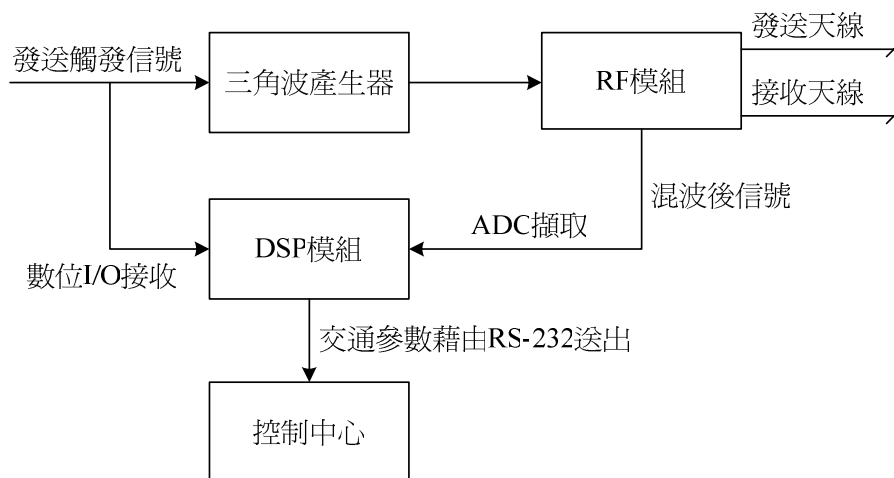 發送觸發信號
三角波產生器
RF模組
發送天線
接收天線
混波後信號
ADC擷取
DSP模組
數位I/O接收
交通參數藉由RS-232送出
控制中心